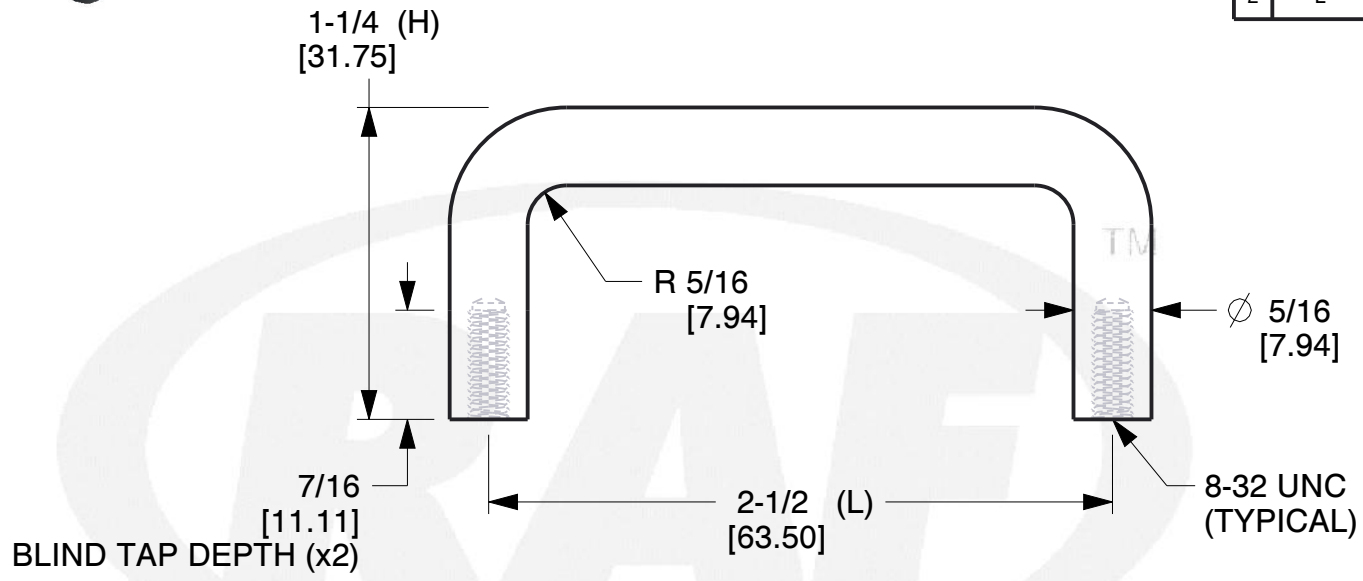 1-1/4 (H)
[31.75]
TM
R 5/16
[7.94]
Ø 5/16
[7.94]
RAF
7/16
[11.11]
BLIND TAP DEPTH (x2)
2-1/2 (L)
[63.50]
8-32 UNC
(TYPICAL)